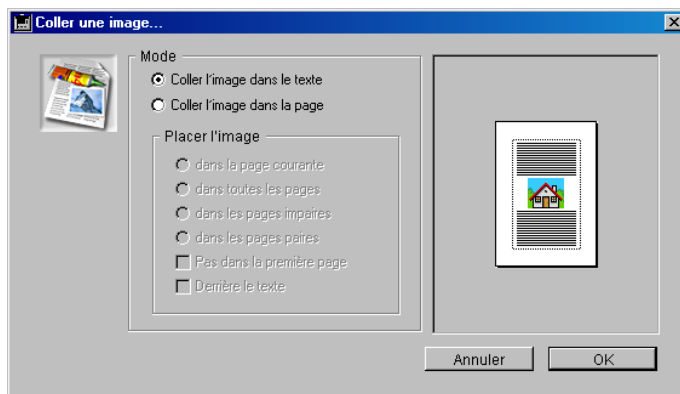 Coller une image...
Mode
Coller l'image dans le texte
Coller l'image dans la page
Placer l'image
dans la page courante
dans toutes les pages
dans les pages impaires
dans les pages paires
Pas dans la première page
Derrière le texte
Annuler
OK